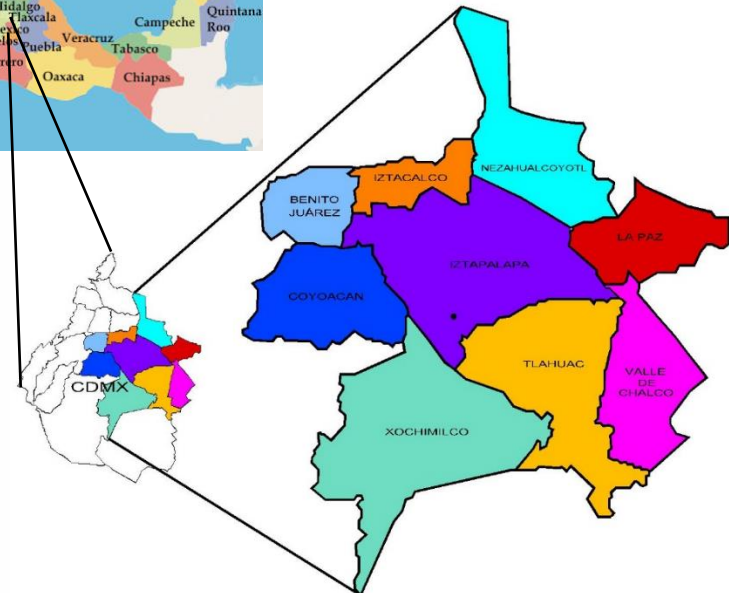 Hidalgo
Tlaxcala
Puebla
Veracruz
Campeche
Quintana
Roo
Tabasco
Oaxaca
Chiapas
NEZAHUALCOYOTL
IZTACALCO
BENITO
JUÁREZ
LA PAZ
IZTAPALAPA
COYOACAN
TLAHUAC
VALLE
DE
CHALCO
XOCHIMILCO
CDMX